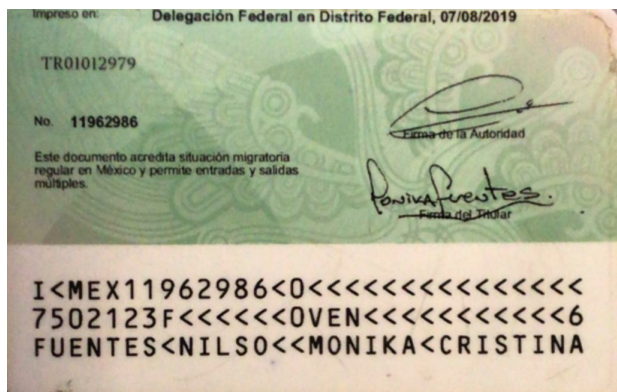 Impreso en: Delegación Federal en Distrito Federal, 07/08/2019
TR01012979
No. 11962986
Firma de la Autoridad
Este documento acredita situación migratoria
regular en México y permite entradas y salidas
múltiples.
Monika Fuentes.
Firma del Titular
I<MEX11962986<0<<<<<<<<<<<<<<<
7502123F<<<<<<0VEN<<<<<<<<<<<6
FUENTES<NILSO<<MONIKA<CRISTINA